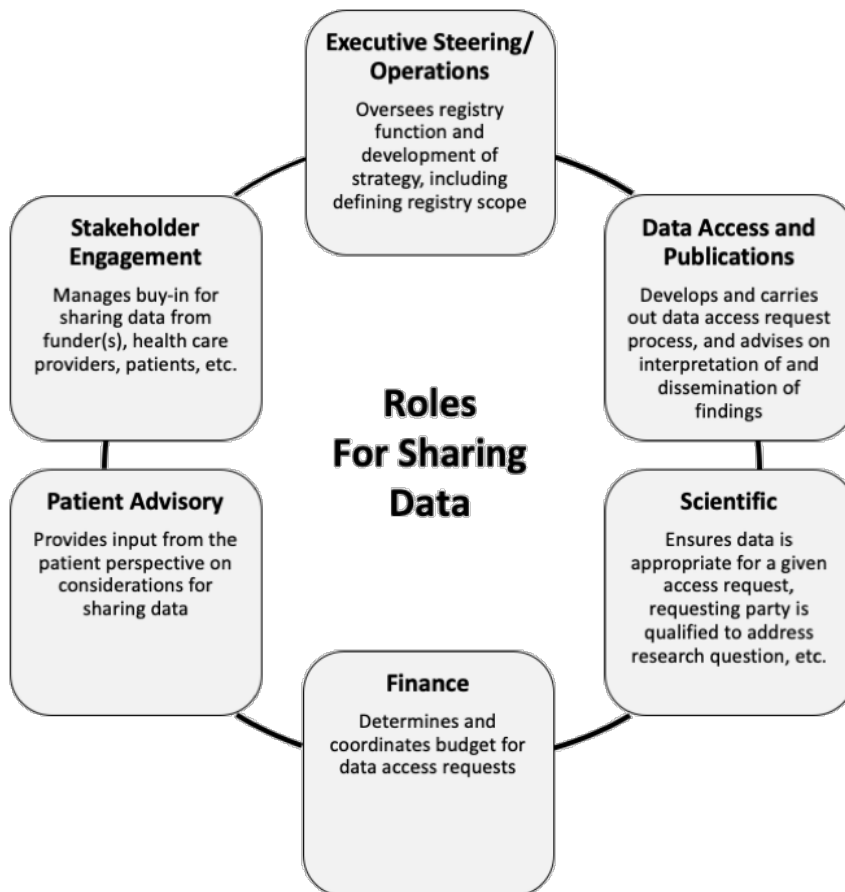 Executive Steering/
Operations
Oversees registry
function and
development of
strategy, including
defining registry scope
Stakeholder
Engagement
Manages buy-in for
sharing data from
funder(s), health care
providers, patients, etc.
Data Access and
Publications
Develops and carries
out data access request
process, and advises on
interpretation of and
dissemination of
findings
Roles
For Sharing
Data
Patient Advisory
Provides input from the
patient perspective on
considerations for
sharing data
Scientific
Ensures data is
appropriate for a given
access request,
requesting party is
qualified to address
research question, etc.
Finance
Determines and
coordinates budget for
data access requests